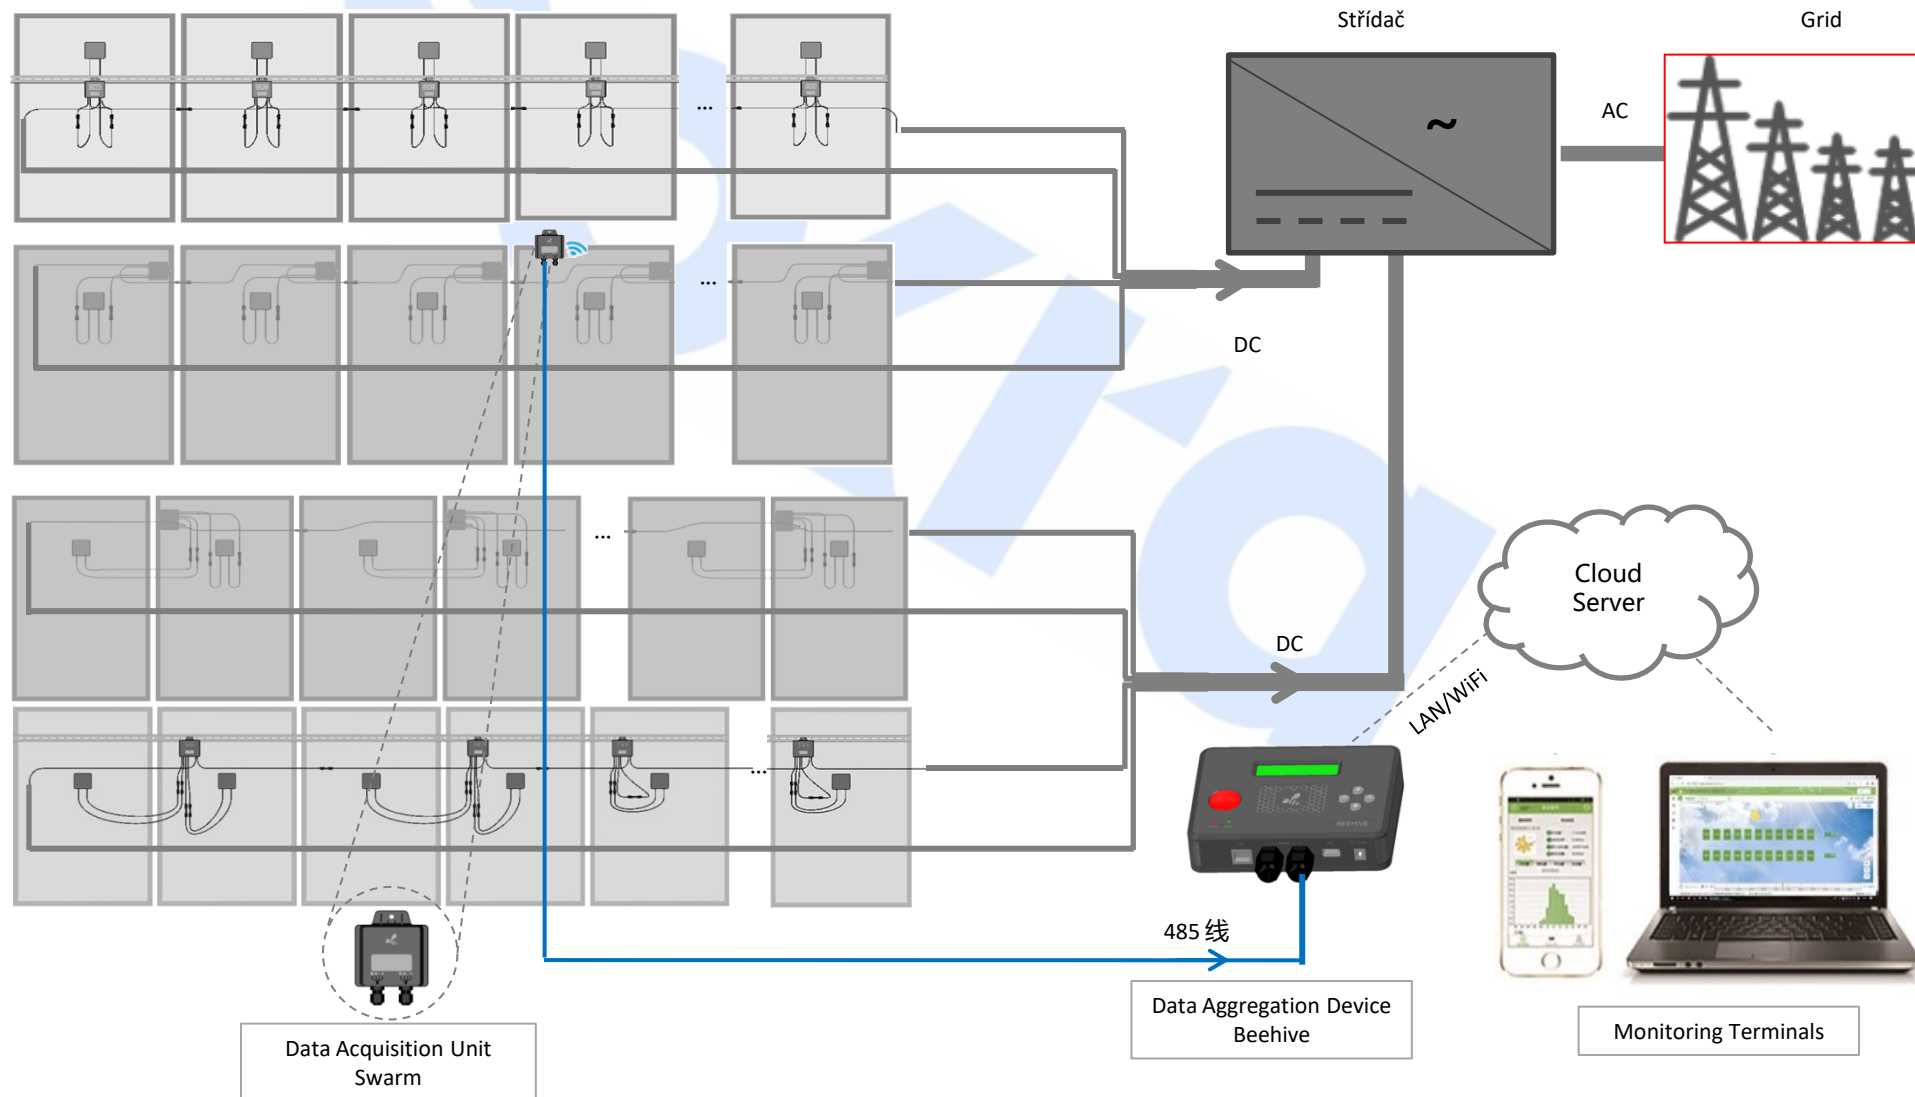 Střídač
Grid
AC
~
...
...
DC
...
Cloud
Server
DC
LAN/WiFi
...
BEEHIVE
485 线
Data Aggregation Device
Beehive
Monitoring Terminals
Data Acquisition Unit
Swarm